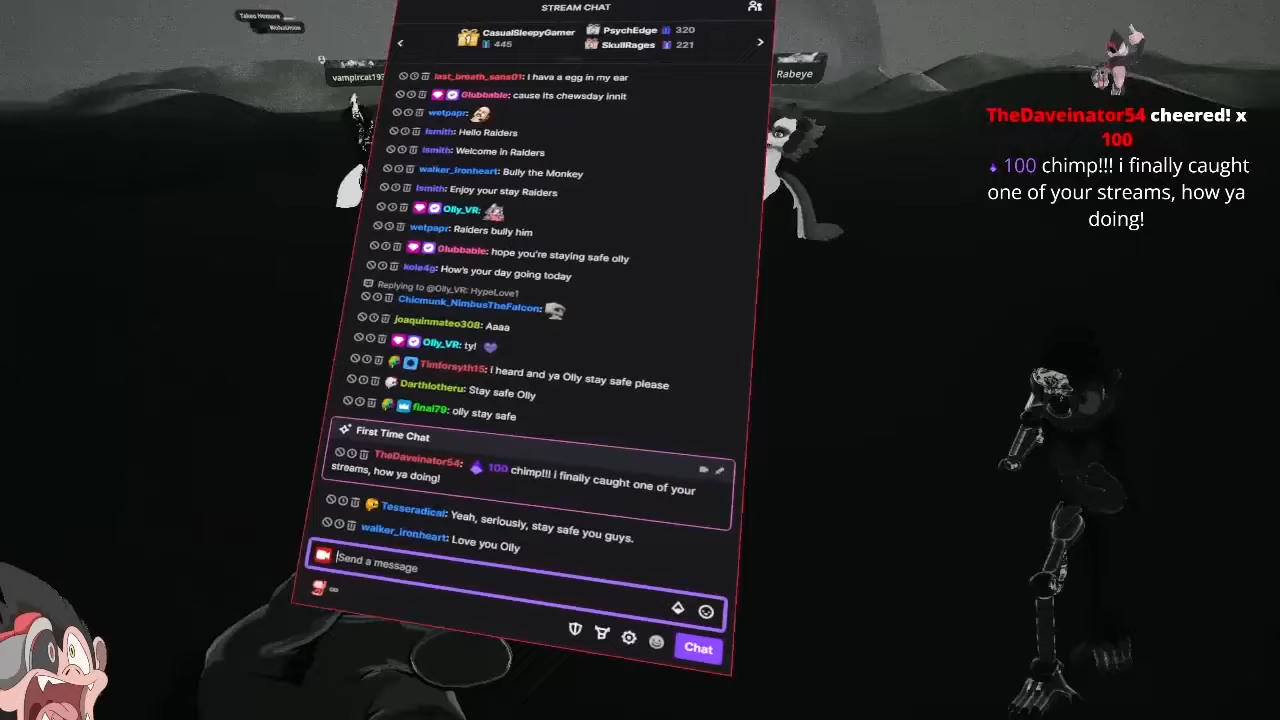 STREAM CHAT
CasualSleepyGamer
445
PsychEdge 320
SkullRages 221
Takeo Homura
vampircat193
Rabeye
last_breath_sans01: I hava a egg in my ear
Glubbable: cause its chewsday innit
wetpapr:
lsmith: Hello Raiders
lsmith: Welcome in Raiders
walker_ironheart: Bully the Monkey
lsmith: Enjoy your stay Raiders
Olly_VR:
wetpapr: Raiders bully him
Glubbable: hope you're staying safe olly
kole4g: How's your day going today
Replying to @Olly_VR: HypeLove1
Chicmunk_NimbusTheFalcon:
joaquinmateo308: Aaaa
Olly_VR: ty!
Timforsyth15: i heard and ya Olly stay safe please
Darthlotheru: Stay safe Olly
final79: olly stay safe
First Time Chat
TheDaveinator54: 100 chimp!!! i finally caught one of your
streams, how ya doing!
Tesseradical: Yeah, seriously, stay safe you guys.
walker_ironheart: Love you Olly
Send a message
Chat
TheDaveinator54 cheered! x
100
100 chimp!!! i finally caught
one of your streams, how ya
doing!